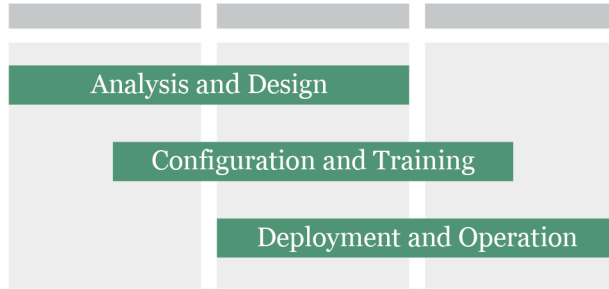 Analysis and Design
Configuration and Training
Deployment and Operation